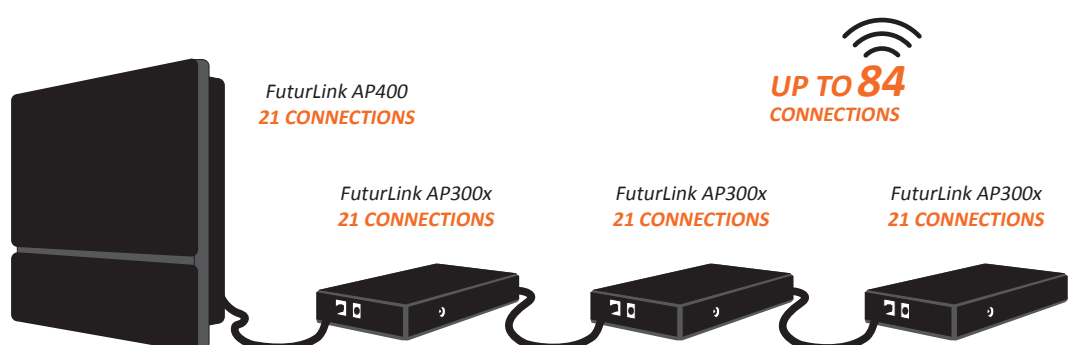 FuturLink AP400
21 CONNECTIONS
UP TO 84
CONNECTIONS
FuturLink AP300x
21 CONNECTIONS
FuturLink AP300x
21 CONNECTIONS
FuturLink AP300x
21 CONNECTIONS